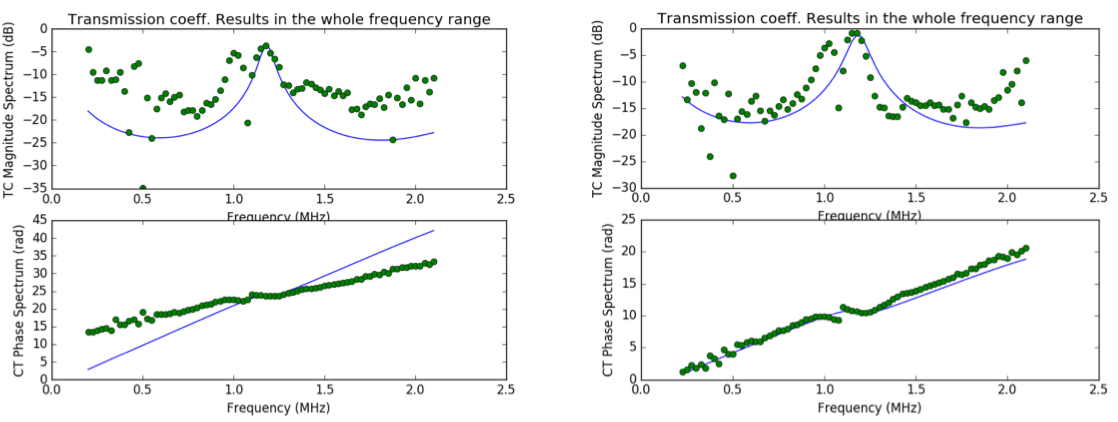 Transmission coeff. Results in the whole frequency range
TC Magnitude Spectrum (dB)
0
−5
−10
−15
−20
−25
−30
−35
0.0 0.5 1.0 1.5 2.0 2.5
Frequency (MHz)
CT Phase Spectrum (rad)
45
40
35
30
25
20
15
10
5
0
0.0 0.5 1.0 1.5 2.0 2.5
Frequency (MHz)
Transmission coeff. Results in the whole frequency range
TC Magnitude Spectrum (dB)
0
−5
−10
−15
−20
−25
−30
0.0 0.5 1.0 1.5 2.0 2.5
Frequency (MHz)
CT Phase Spectrum (rad)
25
20
15
10
5
0
0.0 0.5 1.0 1.5 2.0 2.5
Frequency (MHz)